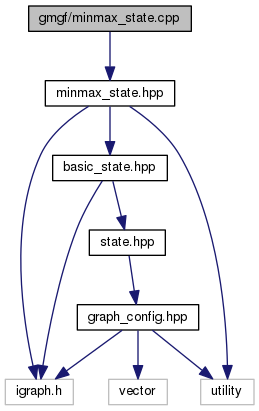 gmgf/minmax_state.cpp
minmax_state.hpp
basic_state.hpp
state.hpp
graph_config.hpp
igraph.h
vector
utility